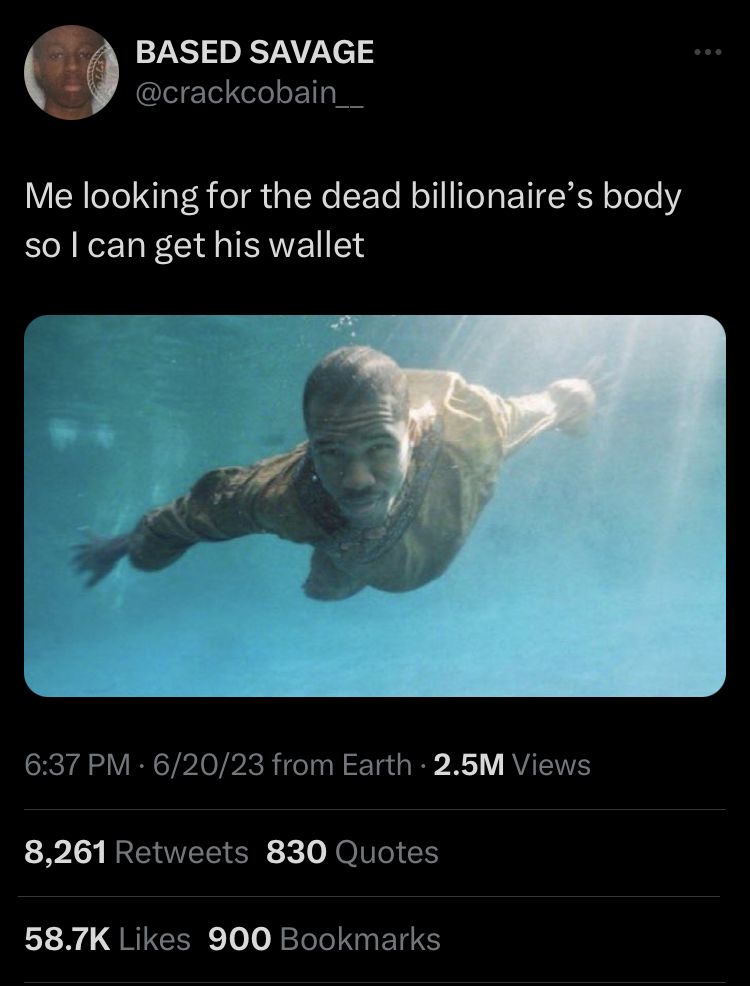 BASED SAVAGE
@crackcobain__
Me looking for the dead billionaire’s body
so I can get his wallet
6:37 PM · 6/20/23 from Earth · 2.5M Views
8,261 Retweets 830 Quotes
58.7K Likes 900 Bookmarks